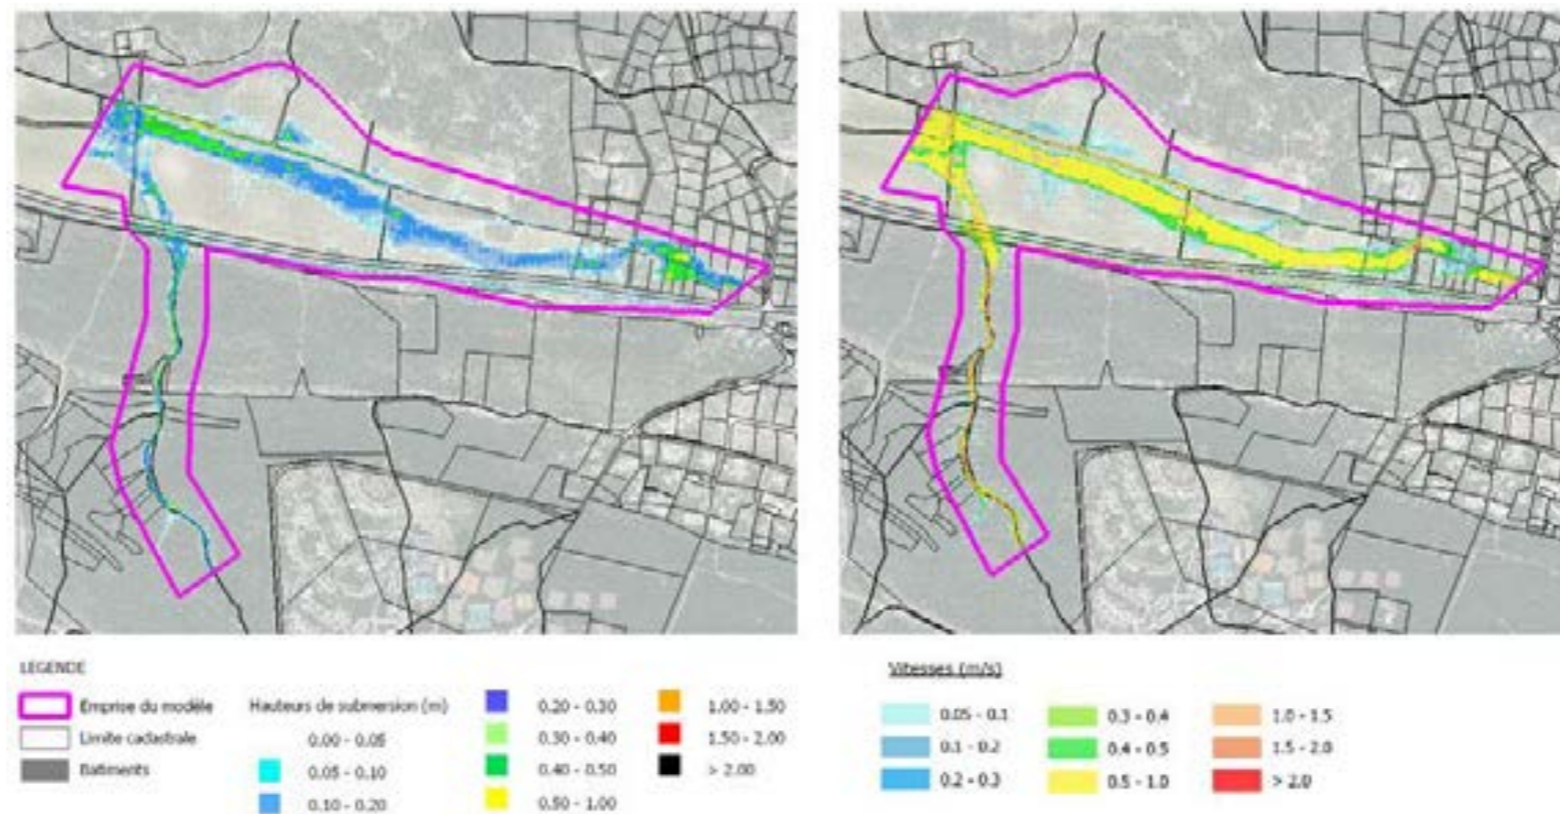 LEGENDE
Emprise du modèle
Limite cadastrale
Batiments
Hauteurs de submersion (m)
0.00 - 0.05
0.05 - 0.10
0.10 - 0.20
0.20 - 0.30
0.30 - 0.40
0.40 - 0.50
0.50 - 1.00
1.00 - 1.50
1.50 - 2.00
> 2.00
Vitesses (m/s)
0.05 - 0.1
0.1 - 0.2
0.2 - 0.3
0.3 - 0.4
0.4 - 0.5
0.5 - 1.0
1.0 - 1.5
1.5 - 2.0
> 2.0